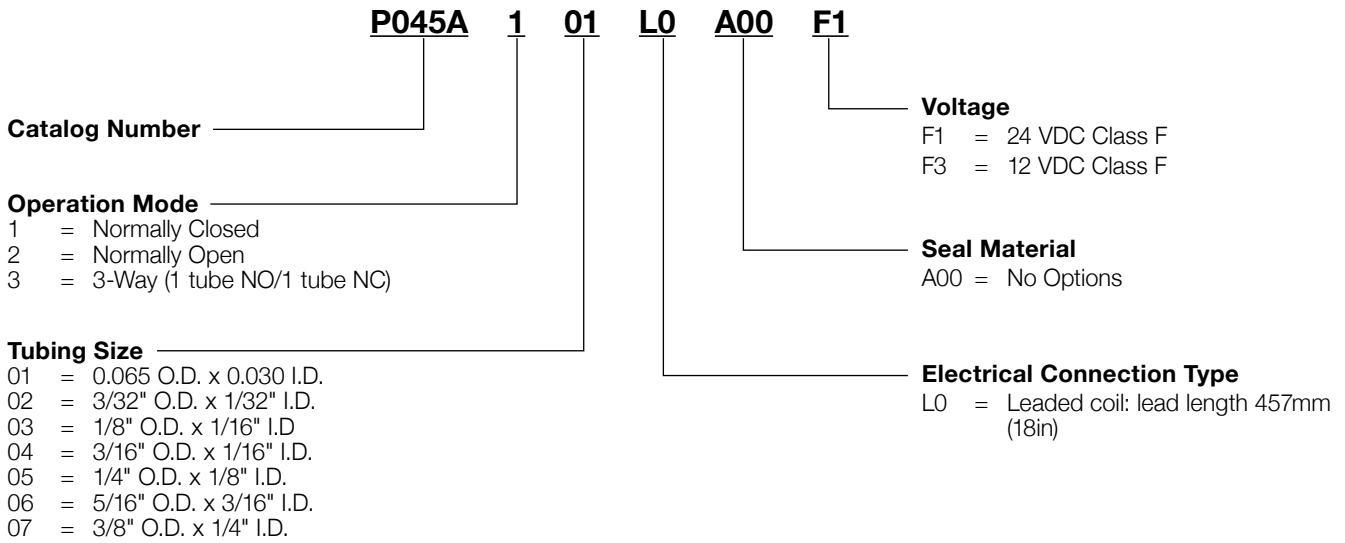 P045A 1 01 L0 A00 F1
Catalog Number
Operation Mode
1 = Normally Closed
2 = Normally Open
3 = 3-Way (1 tube NO/1 tube NC)
Tubing Size
01 = 0.065 O.D. x 0.030 I.D.
02 = 3/32" O.D. x 1/32" I.D.
03 = 1/8" O.D. x 1/16" I.D
04 = 3/16" O.D. x 1/16" I.D.
05 = 1/4" O.D. x 1/8" I.D.
06 = 5/16" O.D. x 3/16" I.D.
07 = 3/8" O.D. x 1/4" I.D.
Voltage
F1 = 24 VDC Class F
F3 = 12 VDC Class F
Seal Material
A00 = No Options
Electrical Connection Type
L0 = Leaded coil: lead length 457mm
(18in)